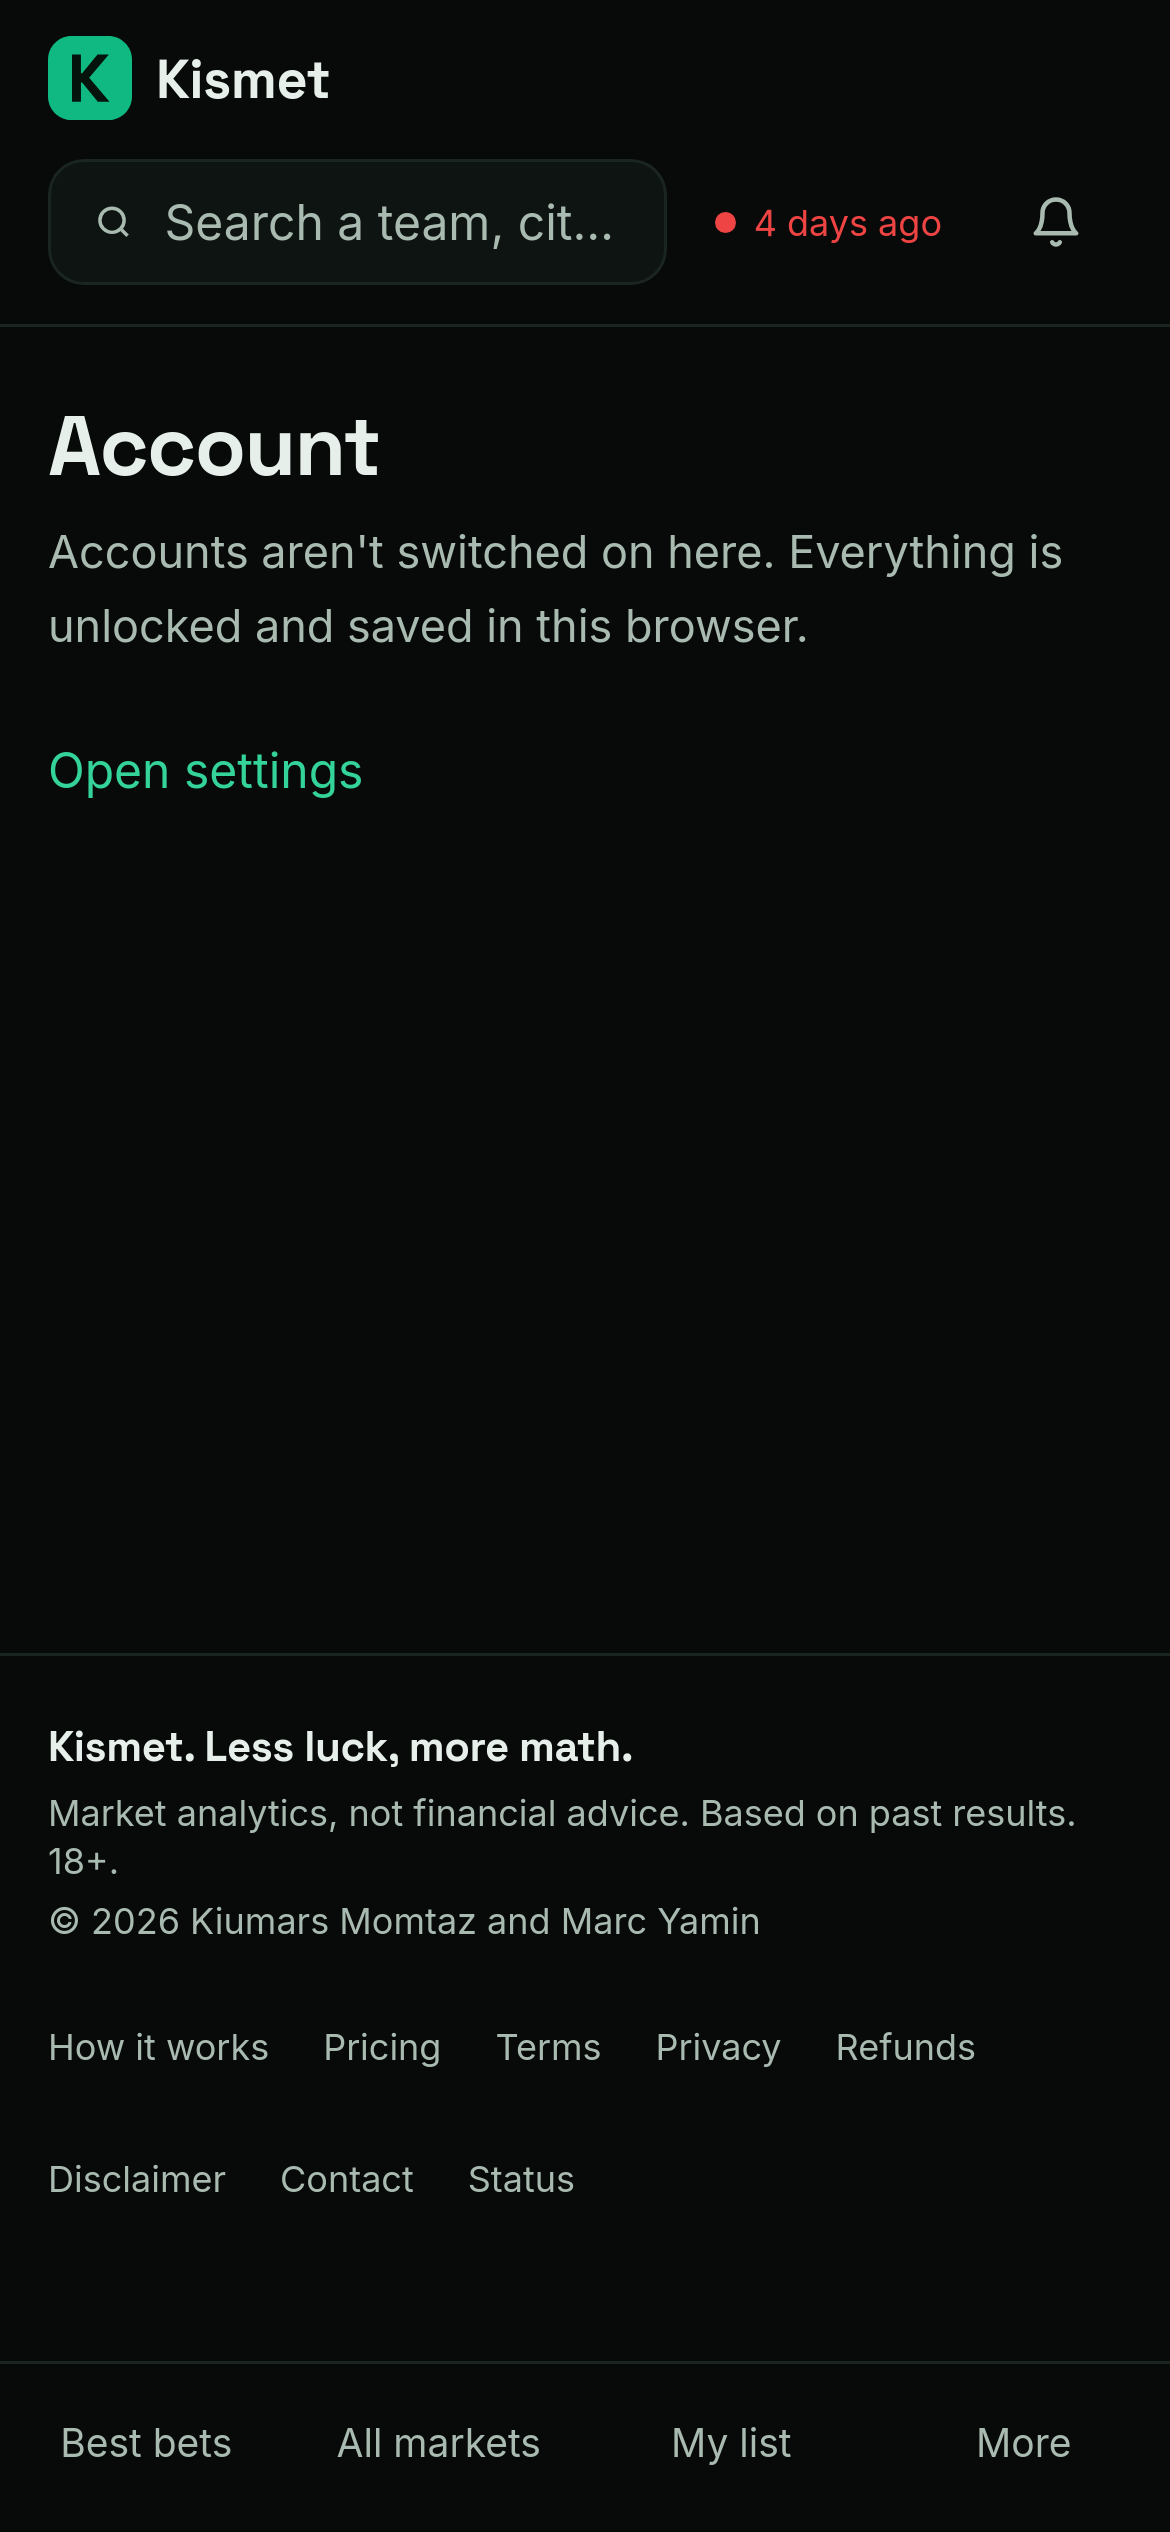 K Kismet
Search a team, cit...
4 days ago
Account
Accounts aren't switched on here. Everything is
unlocked and saved in this browser.
Open settings
Kismet. Less luck, more math.
Market analytics, not financial advice. Based on past results.
18+.
© 2026 Kiumars Momtaz and Marc Yamin
How it works Pricing Terms Privacy Refunds
Disclaimer Contact Status
Best bets All markets My list More